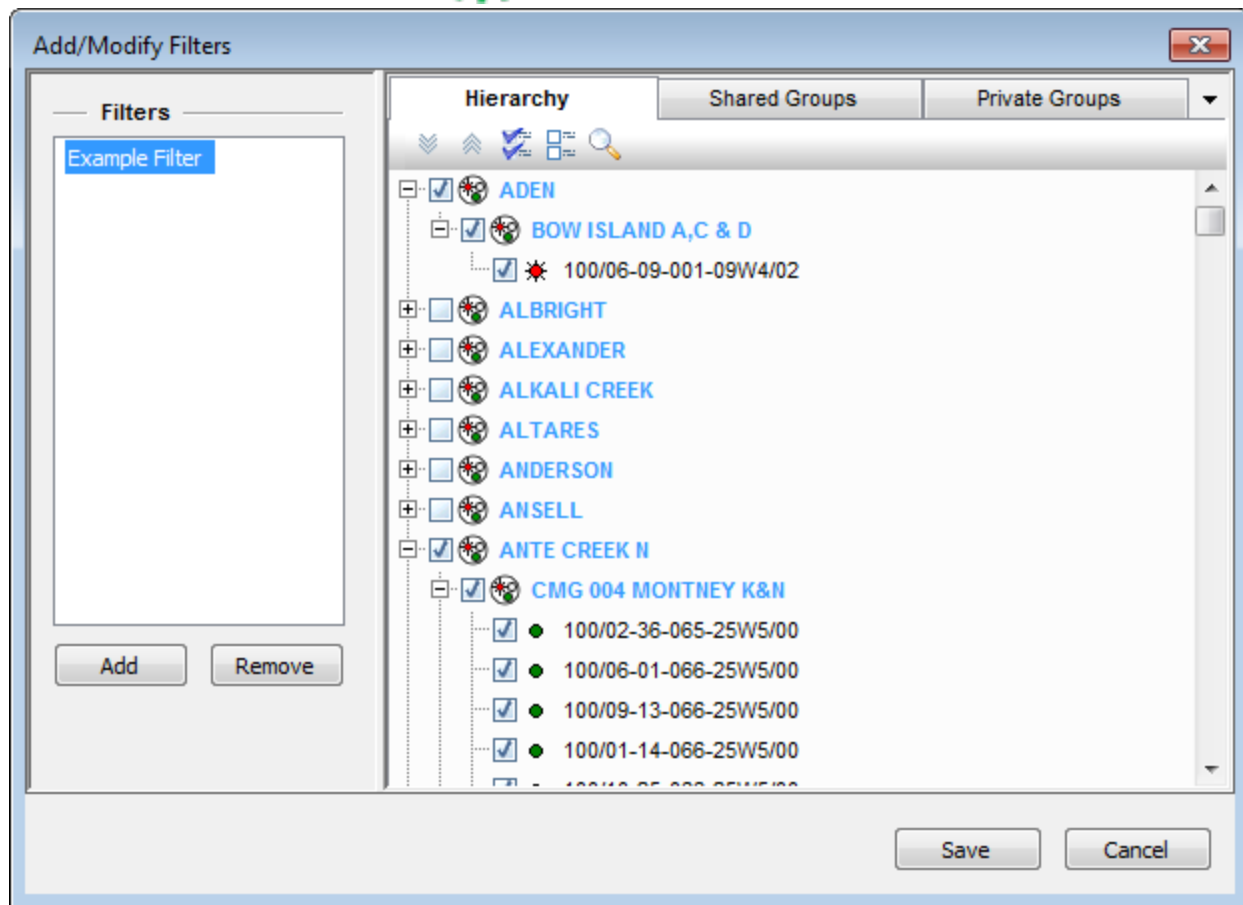 Add/Modify Filters
Filters
Example Filter
Add
Remove
Hierarchy
Shared Groups
Private Groups
ADEN
BOW ISLAND A,C & D
100/06-09-001-09W4/02
ALBRIGHT
ALEXANDER
ALKALI CREEK
ALTARES
ANDERSON
ANSELL
ANTE CREEK N
CMG 004 MONTNEY K&N
100/02-36-065-25W5/00
100/06-01-066-25W5/00
100/09-13-066-25W5/00
100/01-14-066-25W5/00
Save
Cancel